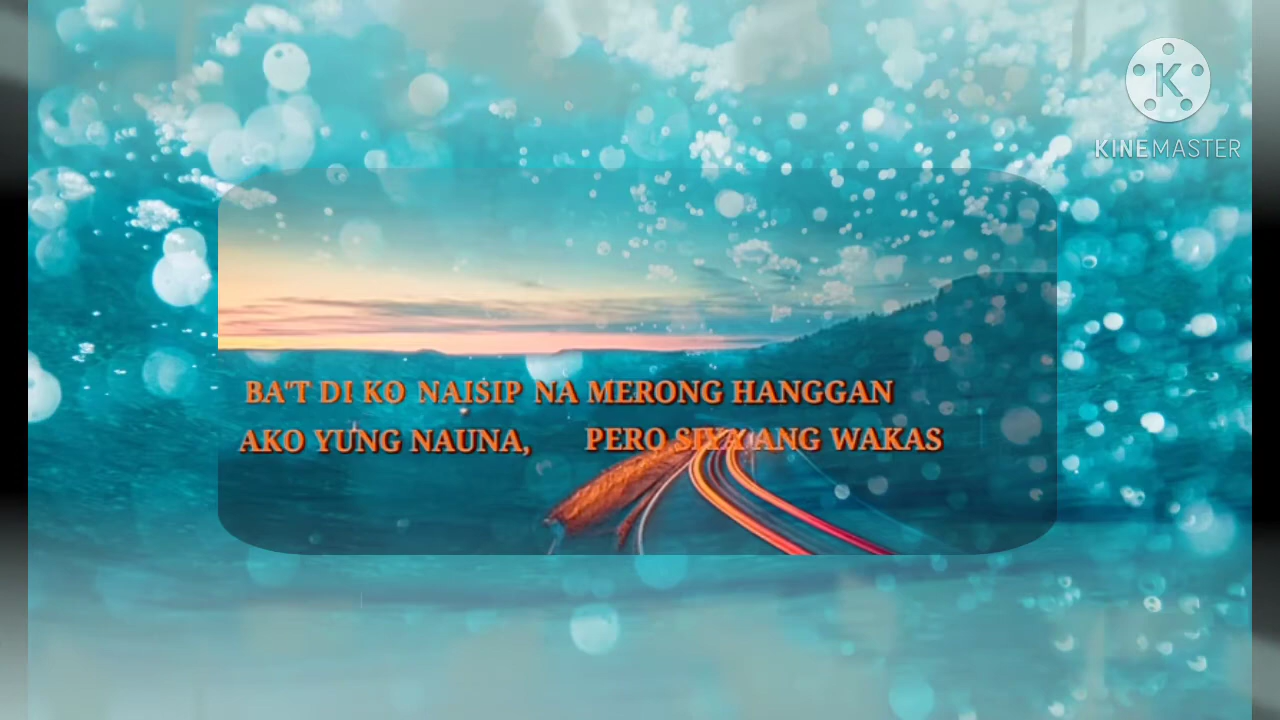 KINEMASTER
BA'T DI KO NAISIP NA MERONG HANGGAN
AKO YUNG NAUNA, PERO SIYA ANG WAKAS